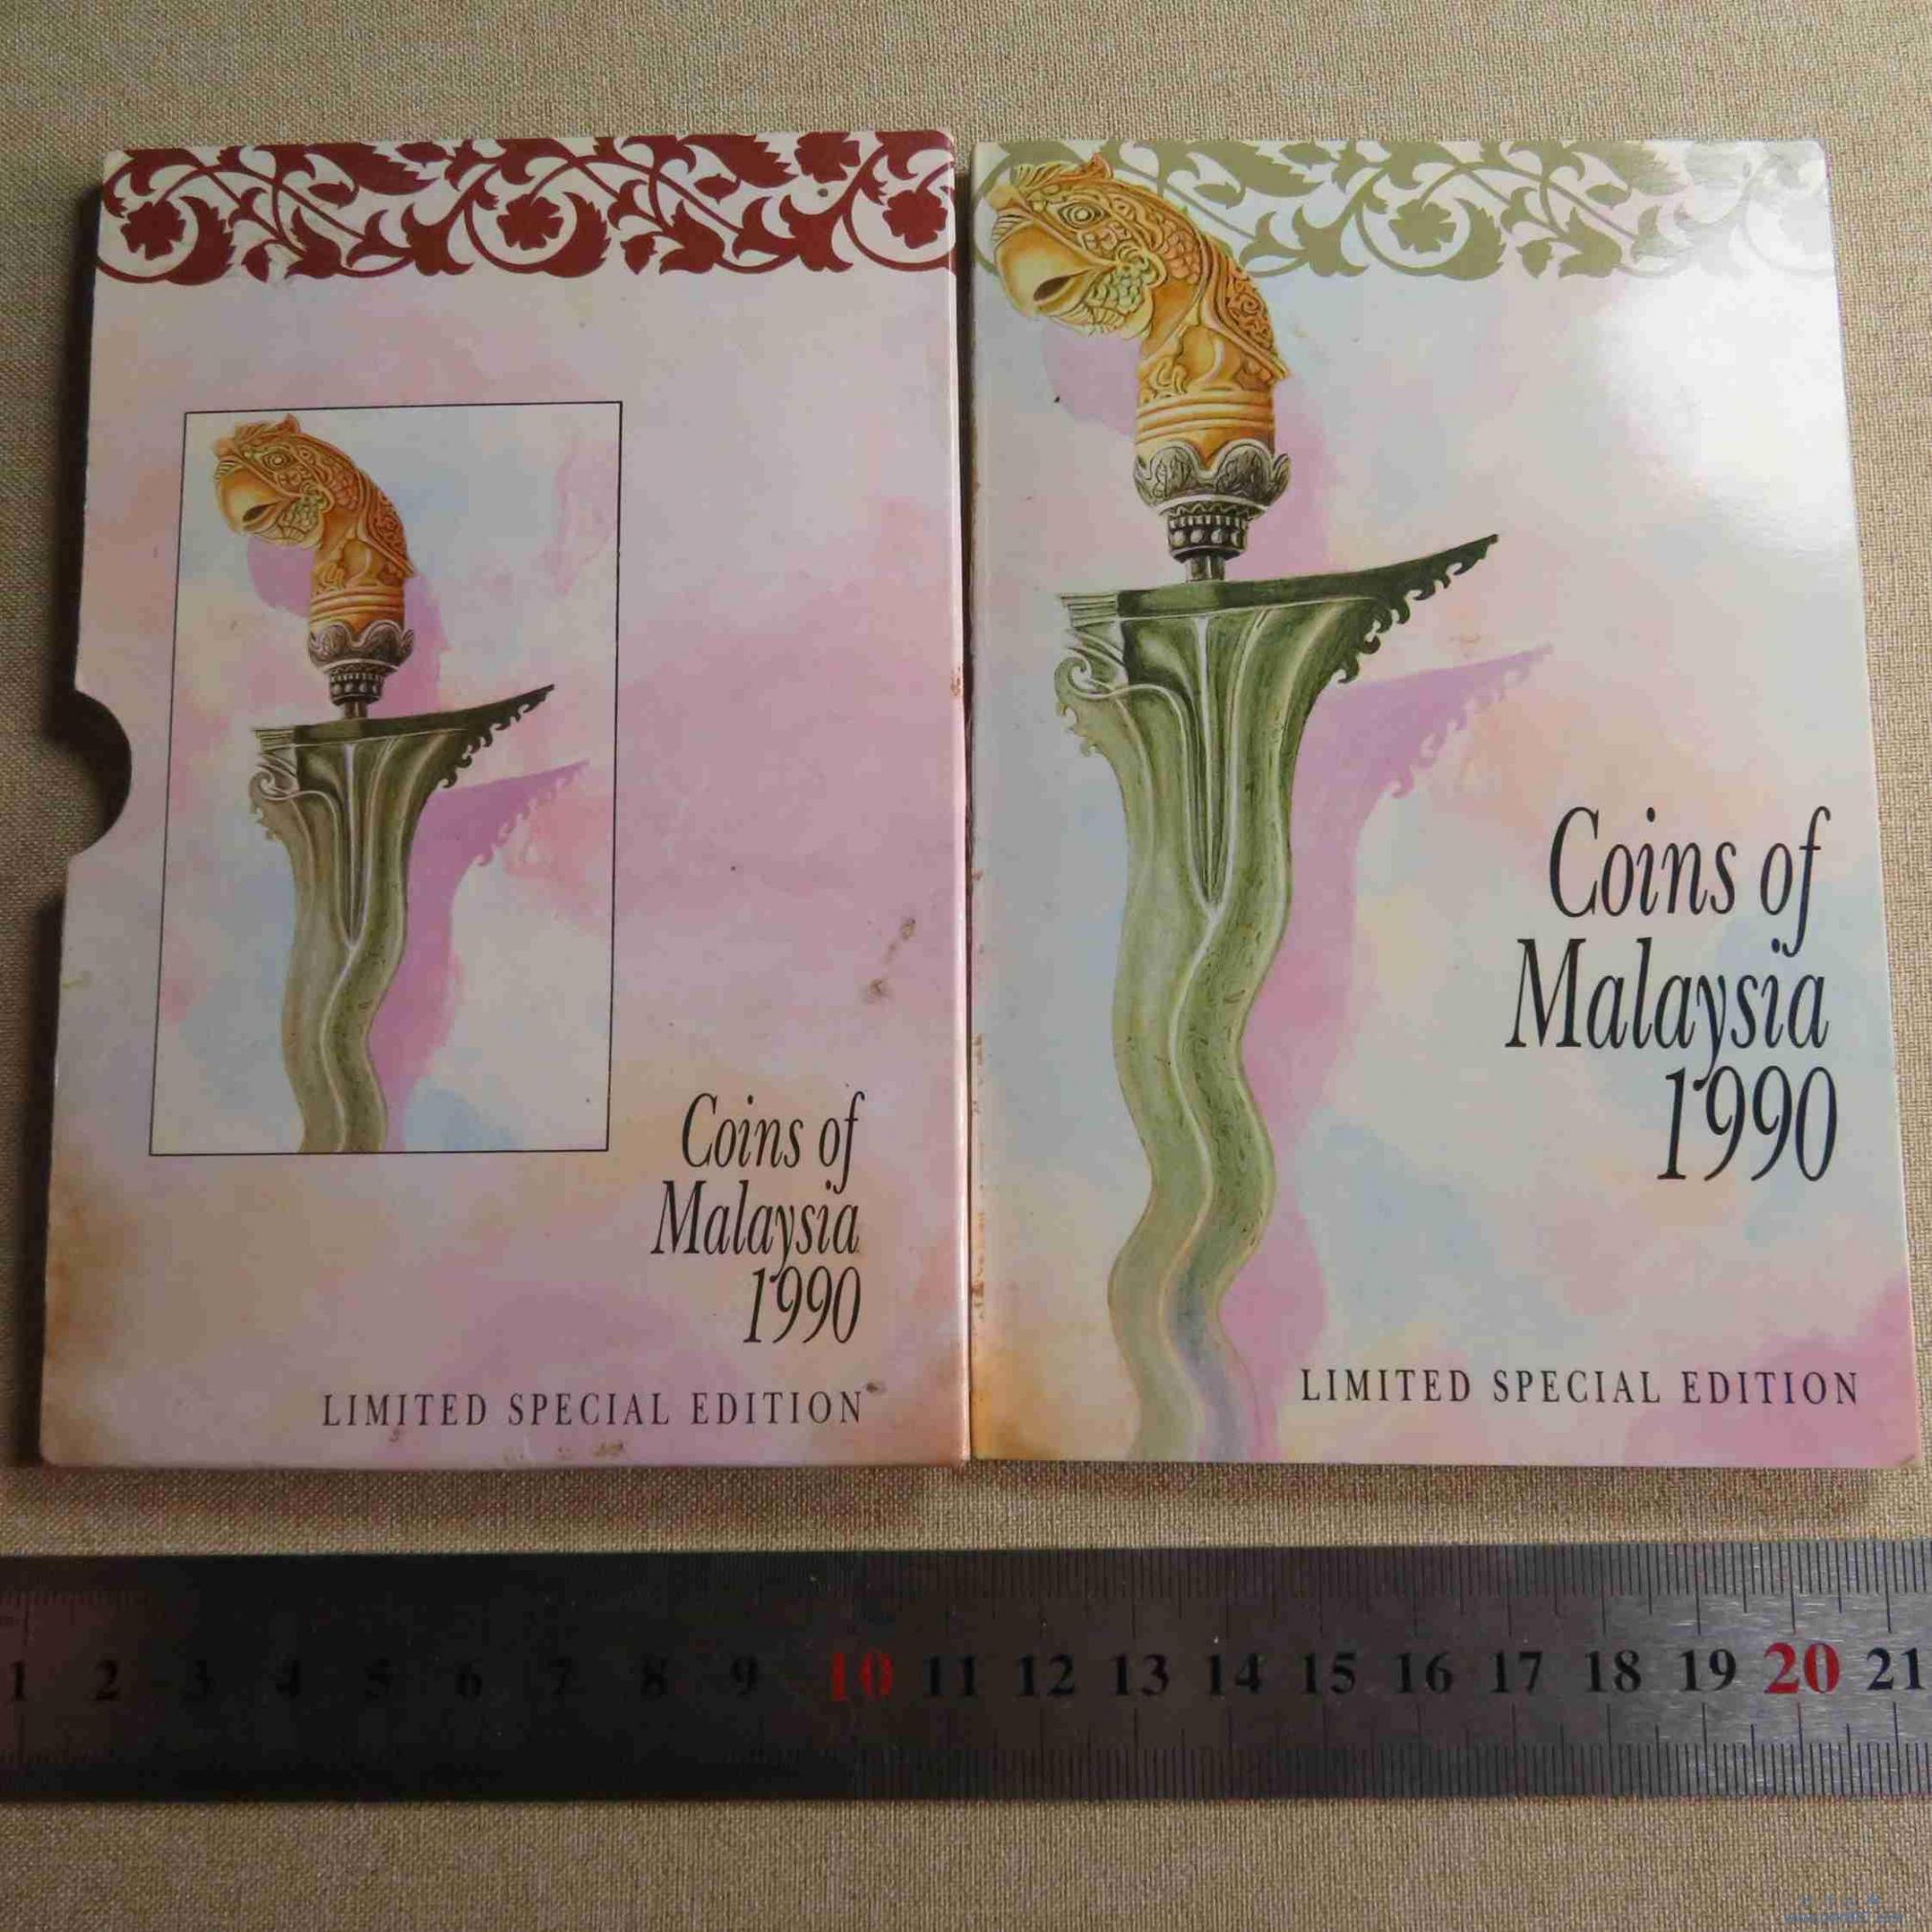 Coins of
Malaysia
1990
LIMITED SPECIAL EDITION
Coins of
Malaysia
1990
LIMITED SPECIAL EDITION
1 2 3 4 5 6 7 8 9 10 11 12 13 14 15 16 17 18 19 20 21